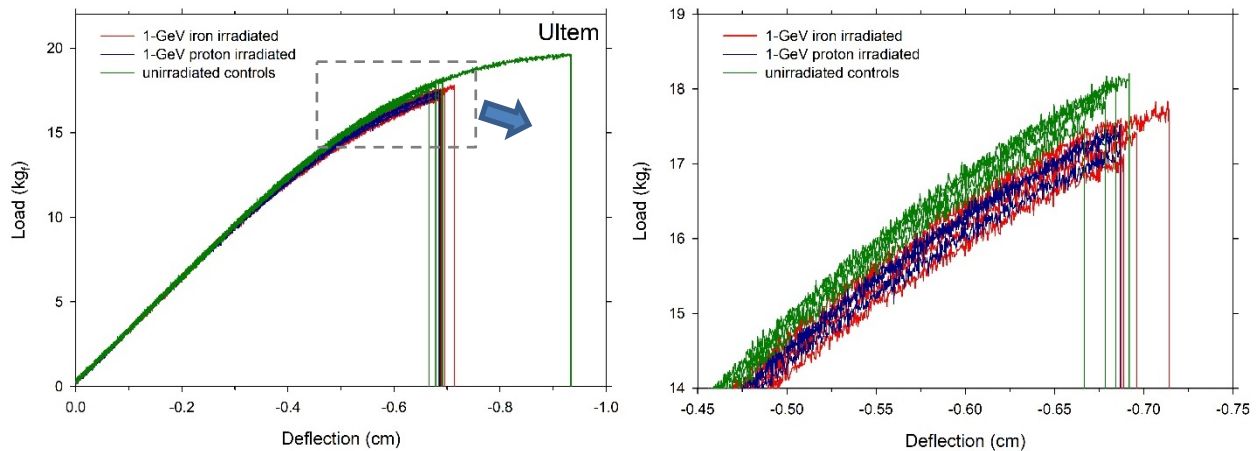 Ultem
1-GeV iron irradiated
1-GeV proton irradiated
unirradiated controls
20
15
10
5
0
Load (kgf)
0.0 -0.2 -0.4 -0.6 -0.8 -1.0
Deflection (cm)
1-GeV iron irradiated
1-GeV proton irradiated
unirradiated controls
19
18
17
16
15
14
Load (kgf)
-0.45 -0.50 -0.55 -0.60 -0.65 -0.70 -0.75
Deflection (cm)